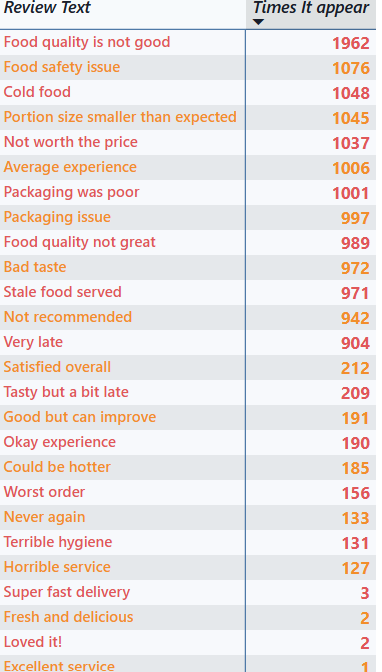 Review Text Times It appear
Food quality is not good 1962
Food safety issue 1076
Cold food 1048
Portion size smaller than expected 1045
Not worth the price 1037
Average experience 1006
Packaging was poor 1001
Packaging issue 997
Food quality not great 989
Bad taste 972
Stale food served 971
Not recommended 942
Very late 904
Satisfied overall 212
Tasty but a bit late 209
Good but can improve 191
Okay experience 190
Could be hotter 185
Worst order 156
Never again 133
Terrible hygiene 131
Horrible service 127
Super fast delivery 3
Fresh and delicious 2
Loved it! 2
Excellent service 1